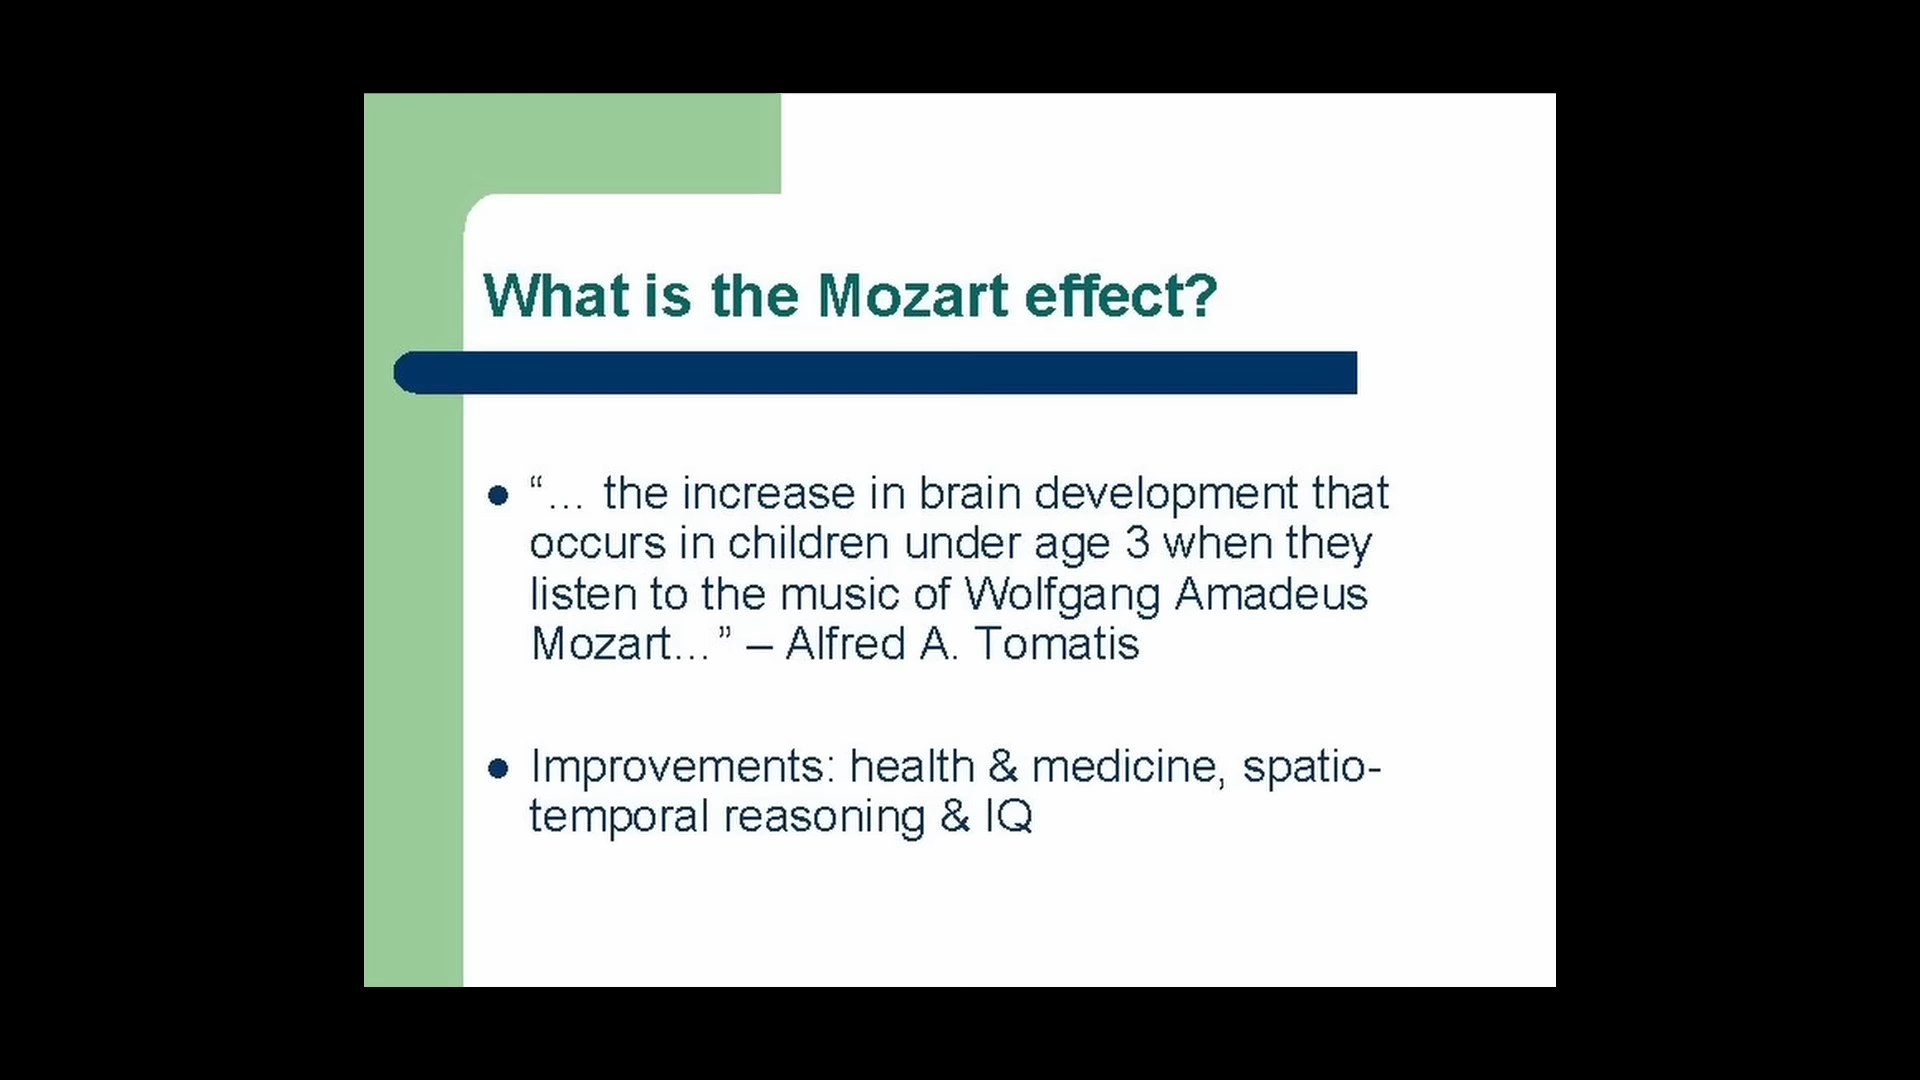 What is the Mozart effect?
● “… the increase in brain development that
occurs in children under age 3 when they
listen to the music of Wolfgang Amadeus
Mozart…” – Alfred A. Tomatis
● Improvements: health & medicine, spatio-
temporal reasoning & IQ